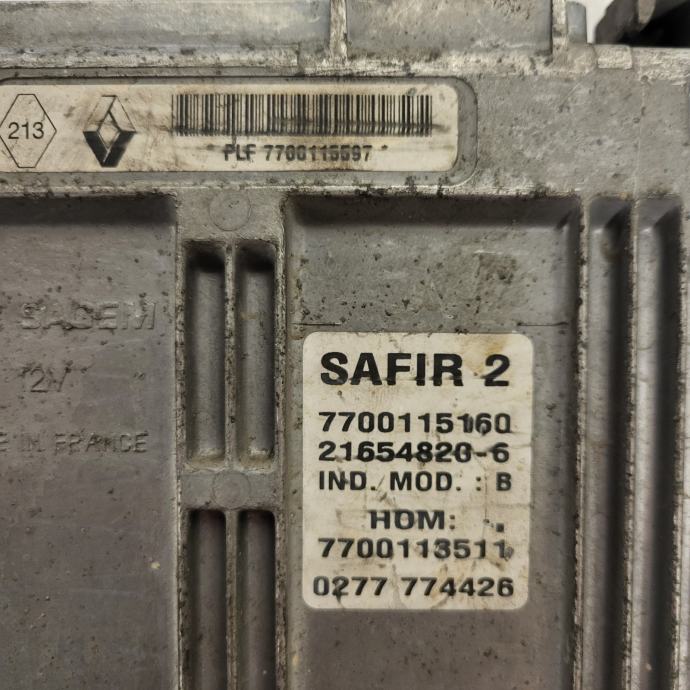 213
* PLF 7700115597 *
SAGEM
12V
IN FRANCE
SAFIR 2
7700115160
21654820-6
IND. MOD. : B
HOM: .
7700113511
0277 774426